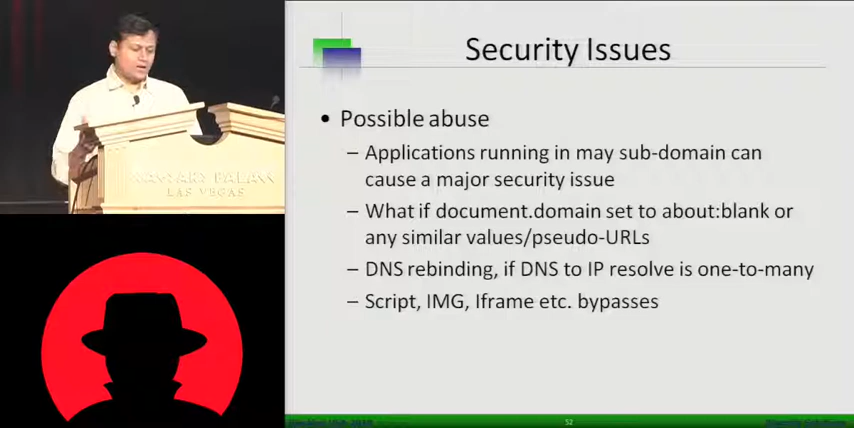 Security Issues
• Possible abuse
– Applications running in may sub-domain can
cause a major security issue
– What if document.domain set to about:blank or
any similar values/pseudo-URLs
– DNS rebinding, if DNS to IP resolve is one-to-many
– Script, IMG, Iframe etc. bypasses
52
LAS VEGAS